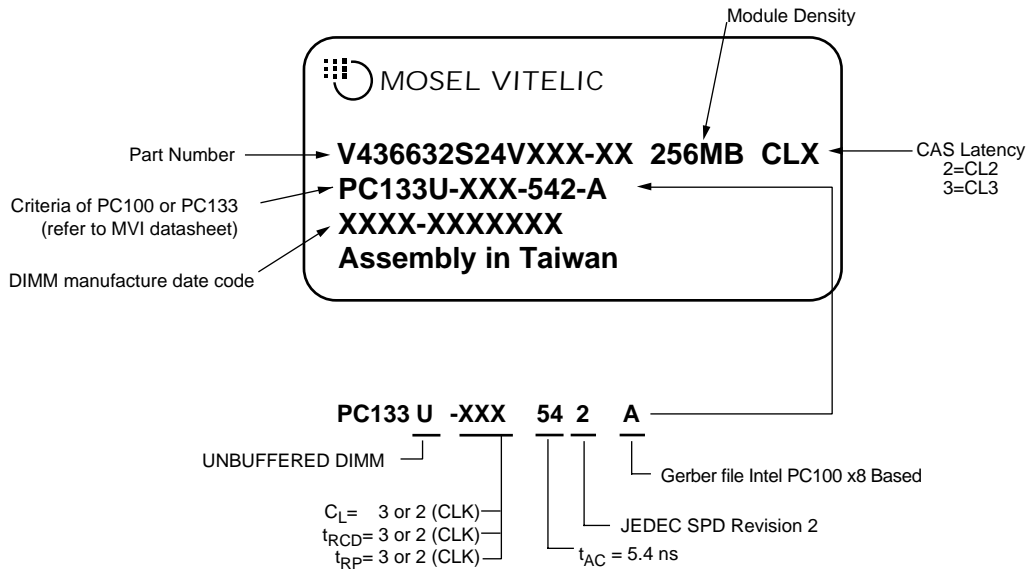 Module Density
MOSEL VITELIC
Part Number
V436632S24VXXX-XX 256MB CLX
CAS Latency
2=CL2
3=CL3
Criteria of PC100 or PC133
(refer to MVI datasheet)
PC133U-XXX-542-A
XXXX-XXXXXXX
DIMM manufacture date code
Assembly in Taiwan
PC133 U -XXX 54 2 A
UNBUFFERED DIMM
Gerber file Intel PC100 x8 Based
CL= 3 or 2 (CLK)
tRCD= 3 or 2 (CLK)
tRP= 3 or 2 (CLK)
JEDEC SPD Revision 2
tAC = 5.4 ns